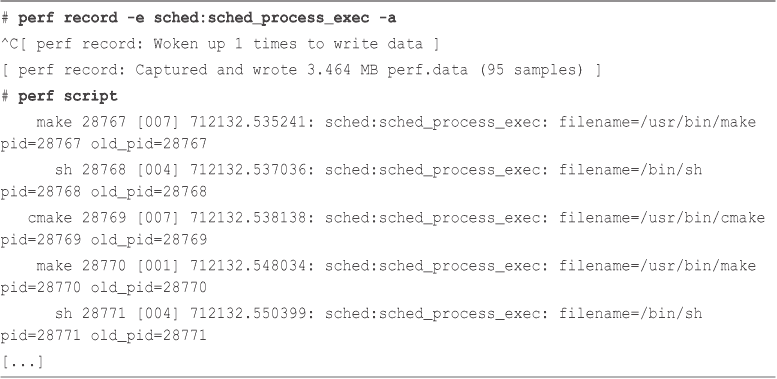 # perf record -e sched:sched_process_exec -a
^C[ perf record: Woken up 1 times to write data ]
[ perf record: Captured and wrote 3.464 MB perf.data (95 samples) ]
# perf script
make 28767 [007] 712132.535241: sched:sched_process_exec: filename=/usr/bin/make
pid=28767 old_pid=28767
sh 28768 [004] 712132.537036: sched:sched_process_exec: filename=/bin/sh
pid=28768 old_pid=28768
cmake 28769 [007] 712132.538138: sched:sched_process_exec: filename=/usr/bin/cmake
pid=28769 old_pid=28769
make 28770 [001] 712132.548034: sched:sched_process_exec: filename=/usr/bin/make
pid=28770 old_pid=28770
sh 28771 [004] 712132.550399: sched:sched_process_exec: filename=/bin/sh
pid=28771 old_pid=28771
[...]